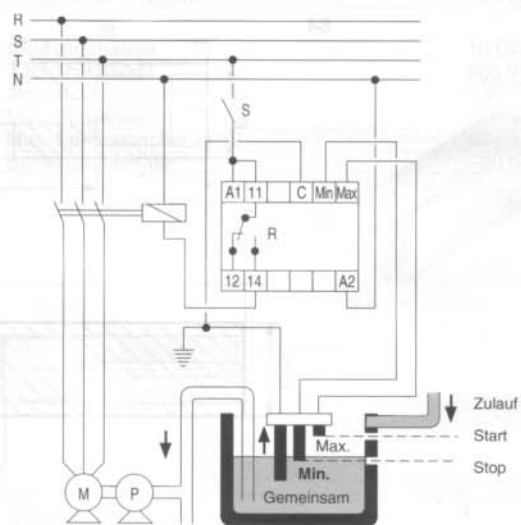 R
S
T
N
S
A1 11 C Min Max
R
12 14 A2
Zulauf
Max.
Start
Min.
Stop
Gemeinsam
M P